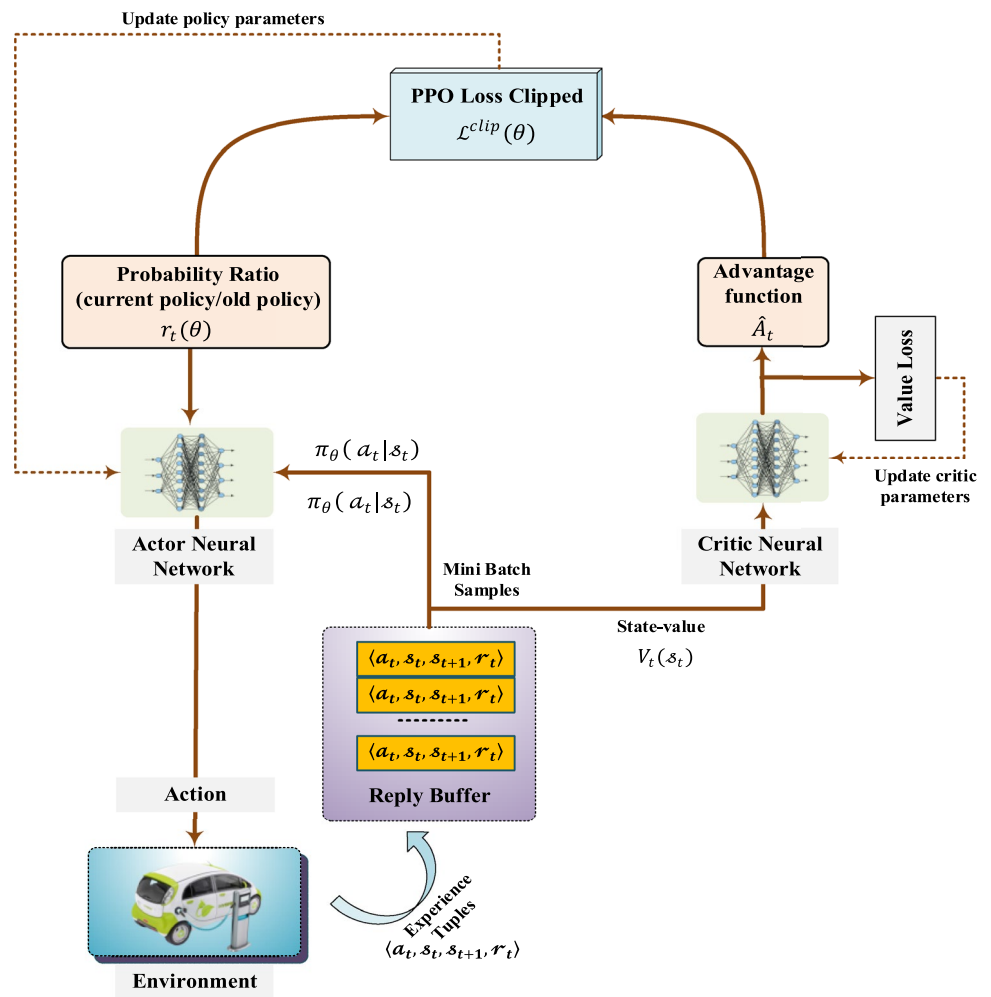 Update policy parameters
PPO Loss Clipped
ℒ^{clip}(θ)
Probability Ratio
(current policy/old policy)
r_t(θ)
Advantage
function
Â_t
Value Loss
π_θ( a_t|s_t)
π_θ( a_t|s_t)
Update critic
parameters
Actor Neural
Network
Critic Neural
Network
Mini Batch
Samples
State-value
V_t(s_t)
⟨a_t, s_t, s_{t+1}, r_t⟩
⟨a_t, s_t, s_{t+1}, r_t⟩
⟨a_t, s_t, s_{t+1}, r_t⟩
Reply Buffer
Action
Experience
Tuples
⟨a_t, s_t, s_{t+1}, r_t⟩
Environment